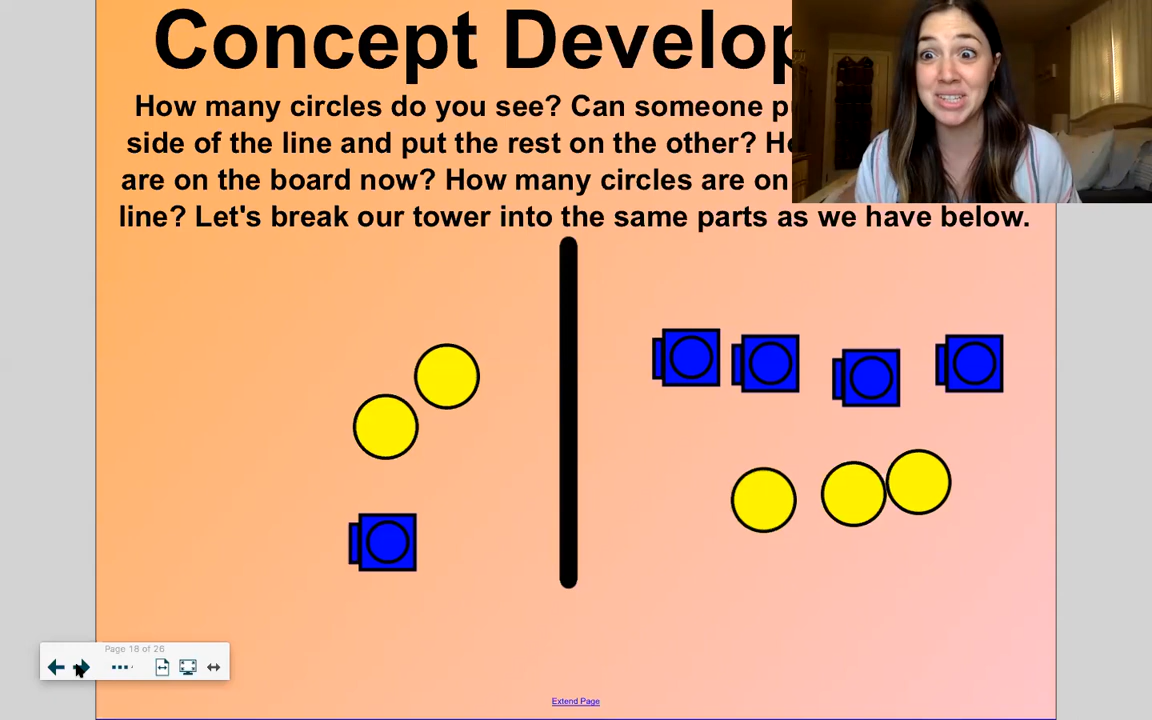 Concept Develop
How many circles do you see? Can someone p
side of the line and put the rest on the other? H
are on the board now? How many circles are on
line? Let's break our tower into the same parts as we have below.
Page 18 of 26
Extend Page